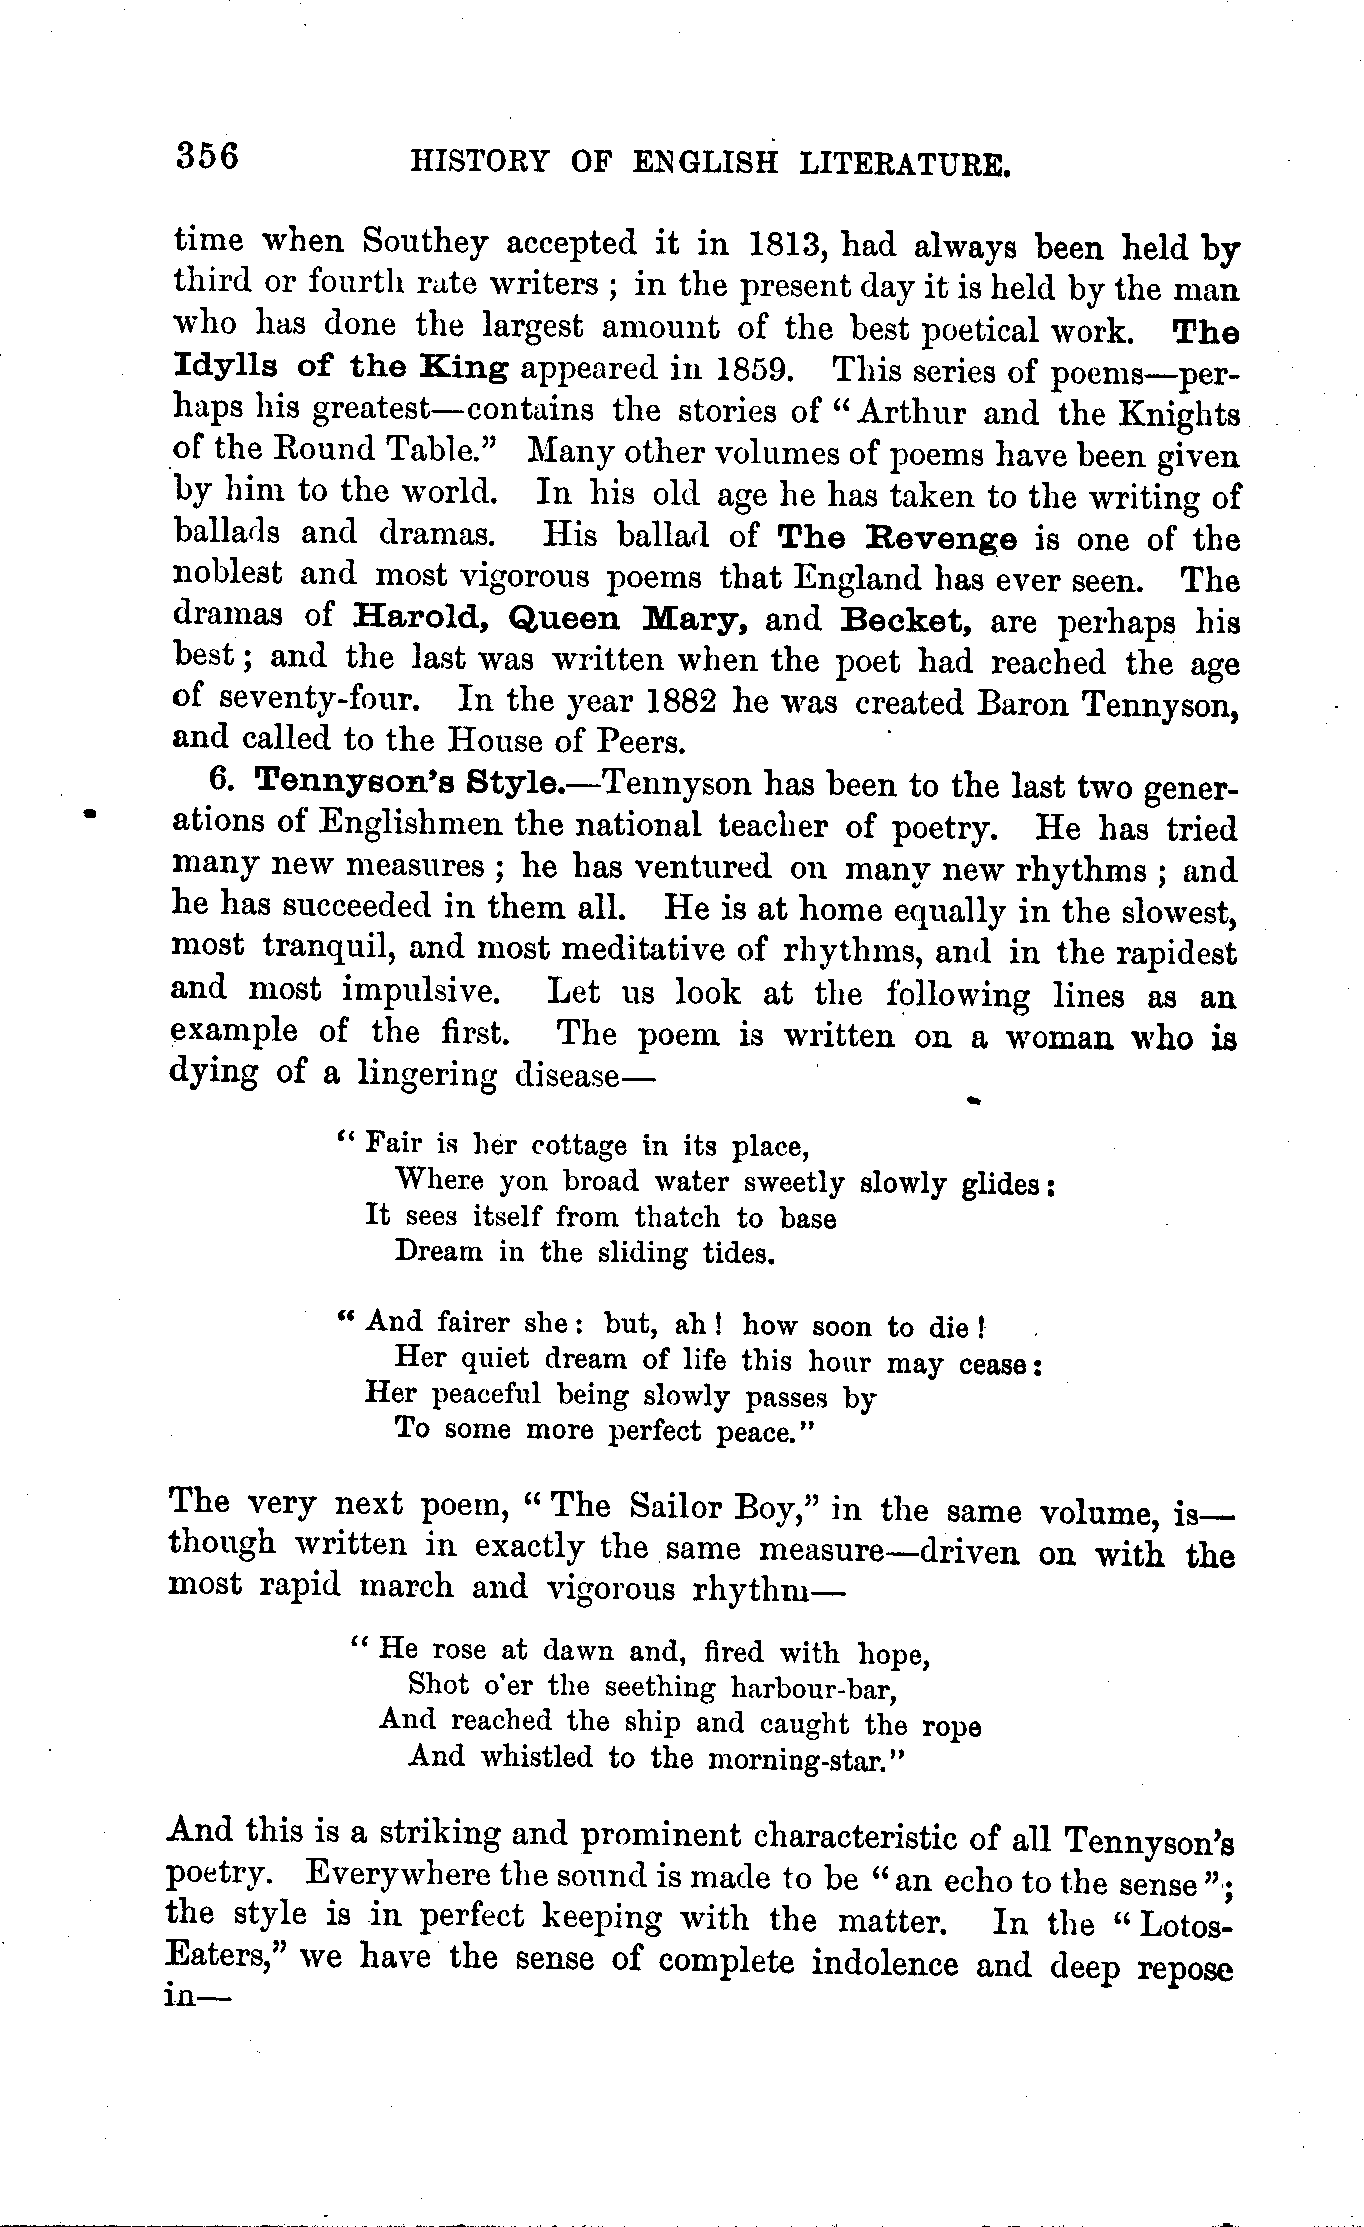 356 HISTORY OF ENGLISH LITERATURE.
time when Southey accepted it in 1813, had always been held by
third or fourth rate writers ; in the present day it is held by the man
who has done the largest amount of the best poetical work. The
Idylls of the King appeared in 1859. This series of poems—per-
haps his greatest—contains the stories of “ Arthur and the Knights
of the Round Table.” Many other volumes of poems have been given
by him to the world. In his old age he has taken to the writing of
ballads and dramas. His ballad of The Revenge is one of the
noblest and most vigorous poems that England has ever seen. The
dramas of Harold, Queen Mary, and Becket, are perhaps his
best ; and the last was written when the poet had reached the age
of seventy-four. In the year 1882 he was created Baron Tennyson,
and called to the House of Peers.
6. Tennyson’s Style.—Tennyson has been to the last two gener-
ations of Englishmen the national teacher of poetry. He has tried
many new measures ; he has ventured on many new rhythms ; and
he has succeeded in them all. He is at home equally in the slowest,
most tranquil, and most meditative of rhythms, and in the rapidest
and most impulsive. Let us look at the following lines as an
example of the first. The poem is written on a woman who is
dying of a lingering disease—
“ Fair is her cottage in its place,
Where yon broad water sweetly slowly glides :
It sees itself from thatch to base
Dream in the sliding tides.
“ And fairer she : but, ah ! how soon to die !
Her quiet dream of life this hour may cease :
Her peaceful being slowly passes by
To some more perfect peace.”
The very next poem, “ The Sailor Boy,” in the same volume, is—
though written in exactly the same measure—driven on with the
most rapid march and vigorous rhythm—
“ He rose at dawn and, fired with hope,
Shot o’er the seething harbour-bar,
And reached the ship and caught the rope
And whistled to the morning-star.”
And this is a striking and prominent characteristic of all Tennyson’s
poetry. Everywhere the sound is made to be “ an echo to the sense ” ;
the style is in perfect keeping with the matter. In the “ Lotos-
Eaters,” we have the sense of complete indolence and deep repose
in—